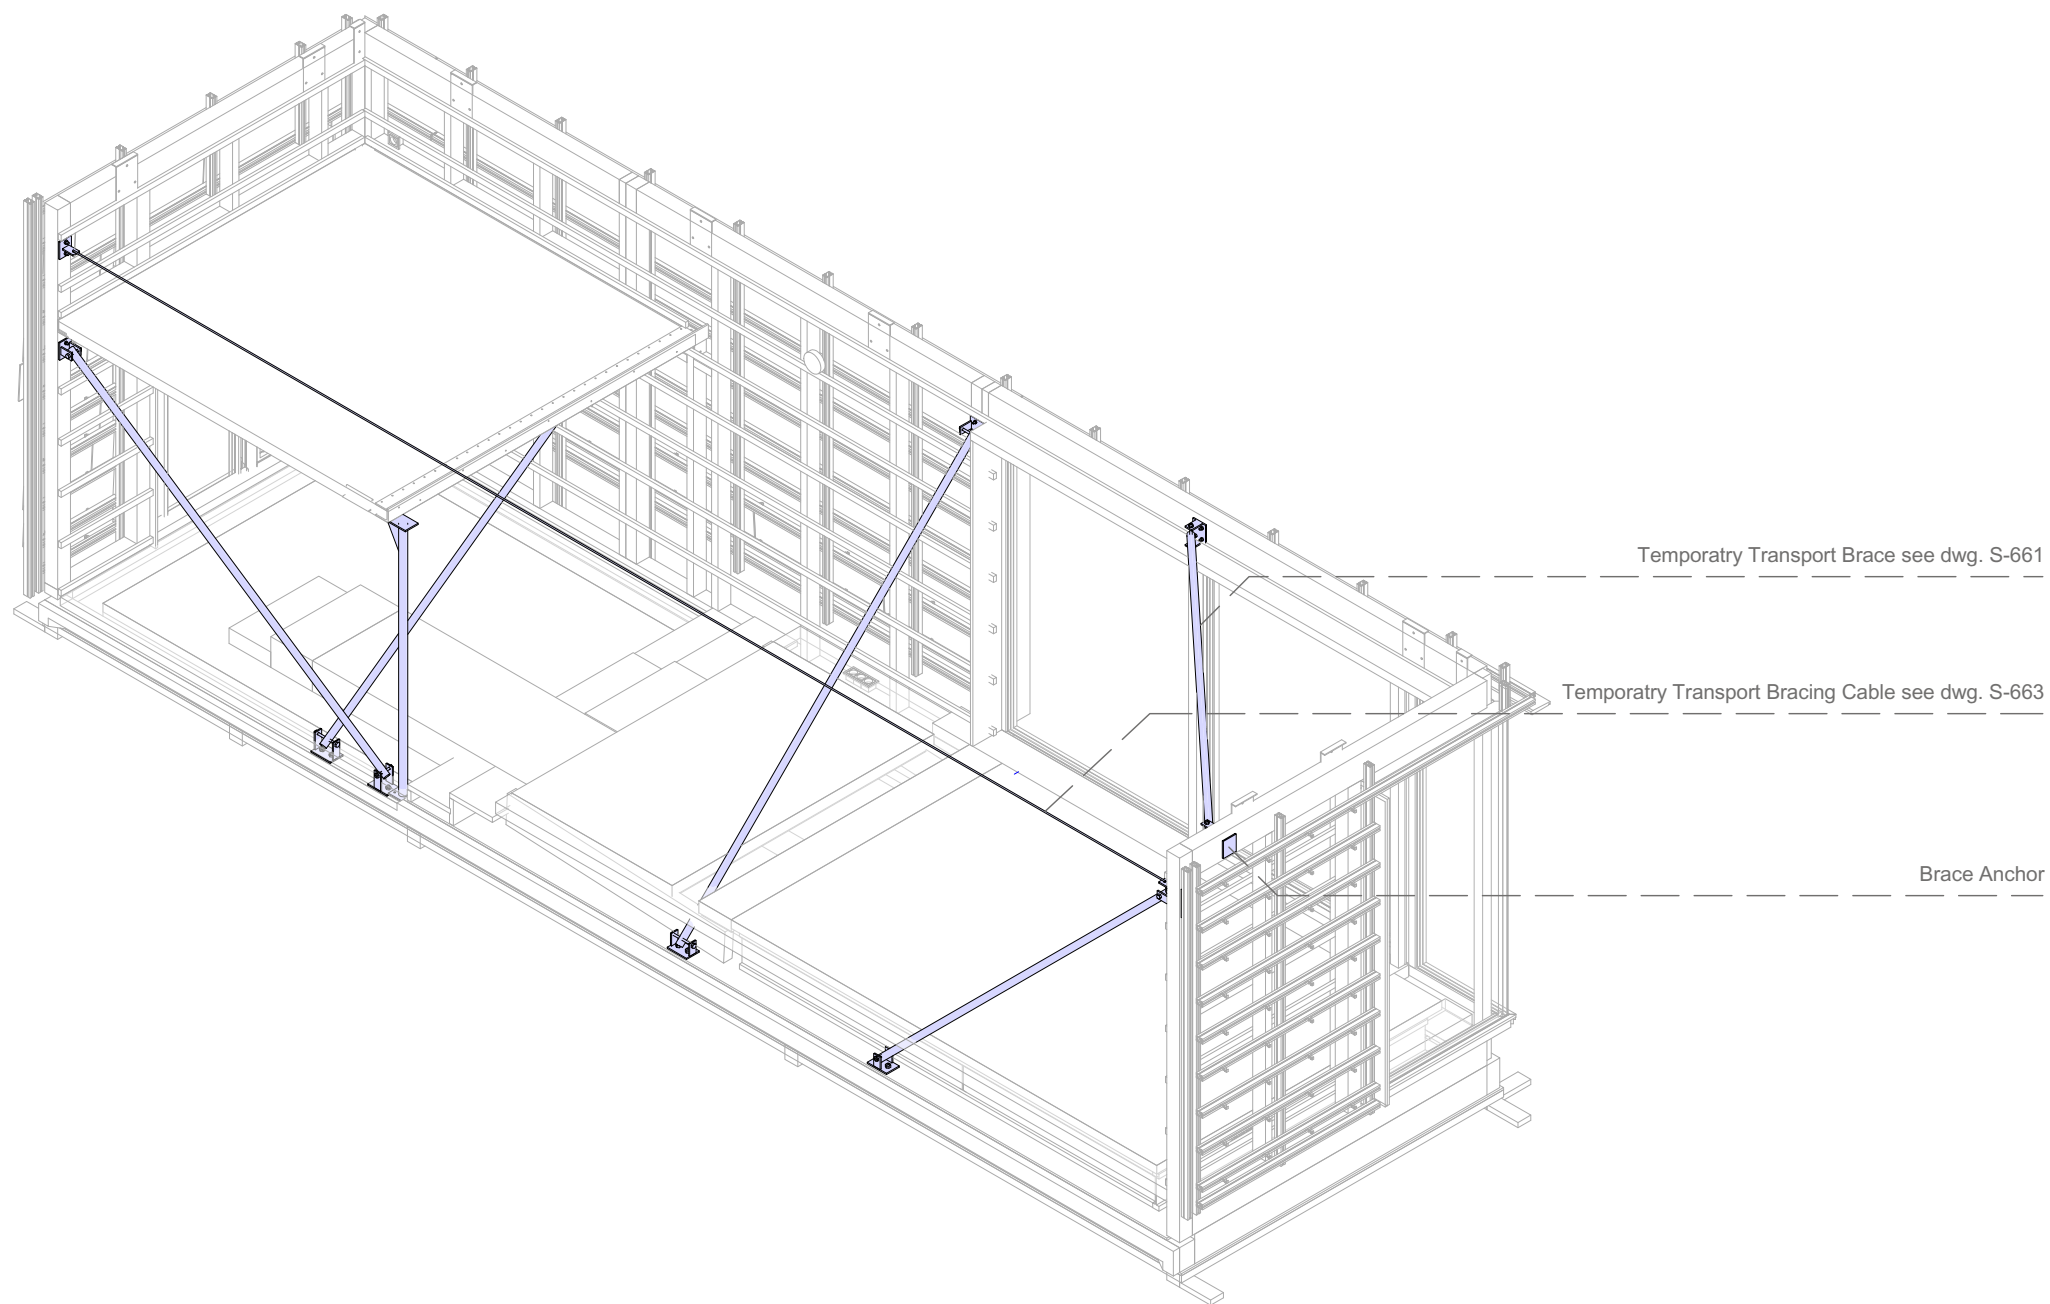 Temporatry Transport Brace see dwg. S-661
Temporatry Transport Bracing Cable see dwg. S-663
Brace Anchor